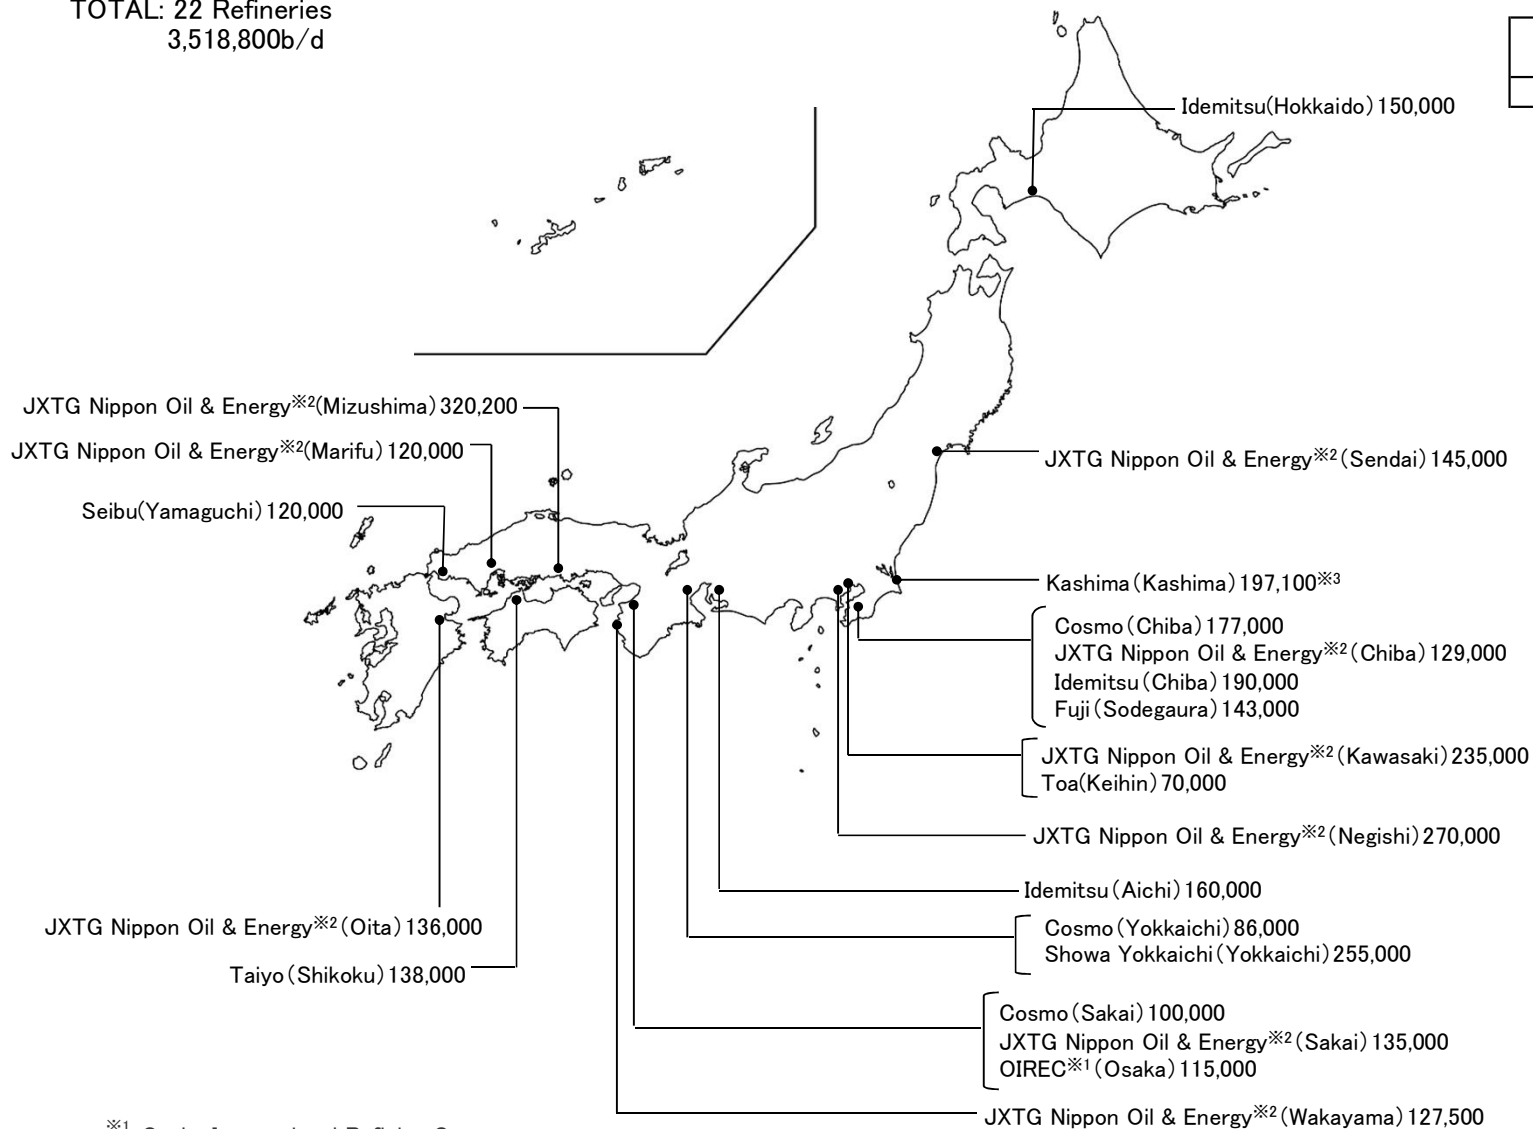 TOTAL: 22 Refineries
3,518,800b/d
Idemitsu(Hokkaido)150,000
JXTG Nippon Oil & Energy※2(Mizushima)320,200
JXTG Nippon Oil & Energy※2(Marifu)120,000
Seibu(Yamaguchi)120,000
JXTG Nippon Oil & Energy※2(Sendai)145,000
Kashima(Kashima)197,100※3
Cosmo(Chiba)177,000
JXTG Nippon Oil & Energy※2(Chiba)129,000
Idemitsu(Chiba)190,000
Fuji(Sodegaura)143,000
JXTG Nippon Oil & Energy※2(Kawasaki)235,000
Toa(Keihin)70,000
JXTG Nippon Oil & Energy※2(Negishi)270,000
Idemitsu(Aichi)160,000
Cosmo(Yokkaichi)86,000
Showa Yokkaichi(Yokkaichi)255,000
JXTG Nippon Oil & Energy※2(Oita)136,000
Taiyo(Shikoku)138,000
Cosmo(Sakai)100,000
JXTG Nippon Oil & Energy※2(Sakai)135,000
OIREC※1(Osaka)115,000
JXTG Nippon Oil & Energy※2(Wakayama)127,500
※1